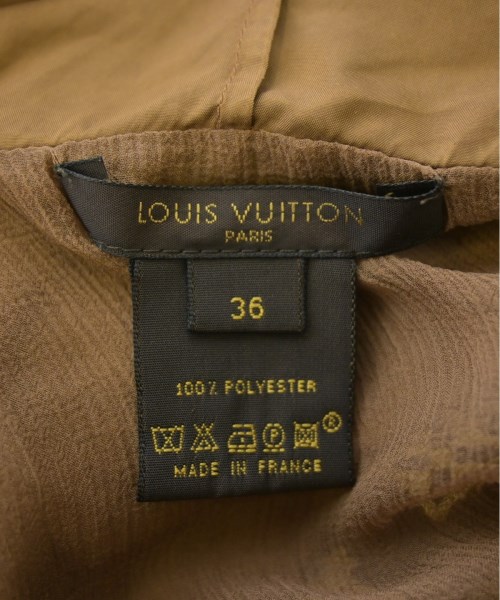 LOUIS VUITTON
PARIS
36
100% POLYESTER
P ®
MADE IN FRANCE